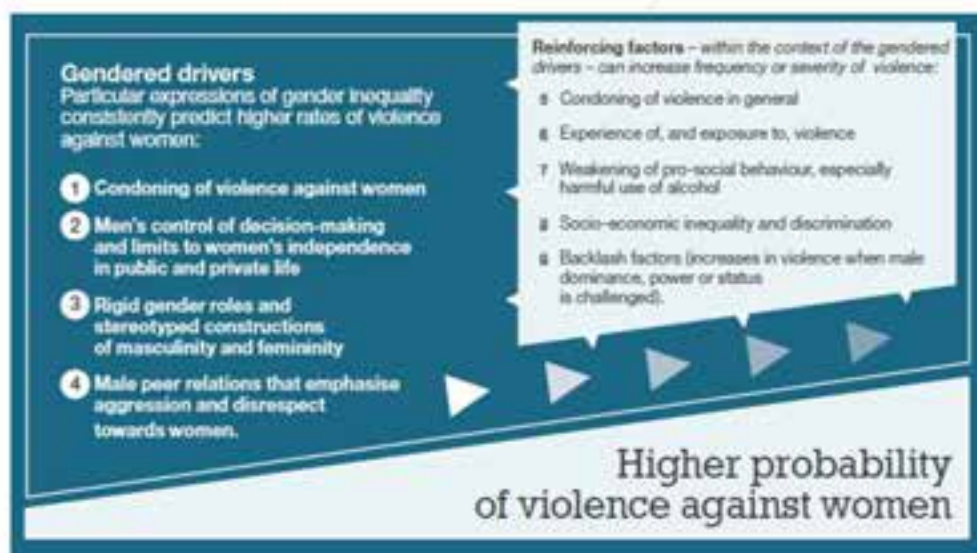 Gendered drivers
Particular expressions of gender inequality
consistently predict higher rates of violence
against women:
1 Condoning of violence against women
2 Men's control of decision-making
and limits to women's independence
in public and private life
3 Rigid gender roles and
stereotyped constructions
of masculinity and femininity
4 Male peer relations that emphasise
aggression and disrespect
towards women.
Reinforcing factors – within the context of the gendered
drivers – can increase frequency or severity of violence:
5 Condoning of violence in general
6 Experience of, and exposure to, violence
7 Weakening of pro-social behaviour, especially
harmful use of alcohol
8 Socio-economic inequality and discrimination
9 Backlash factors (increases in violence when male
dominance, power or status
is challenged).
Higher probability
of violence against women